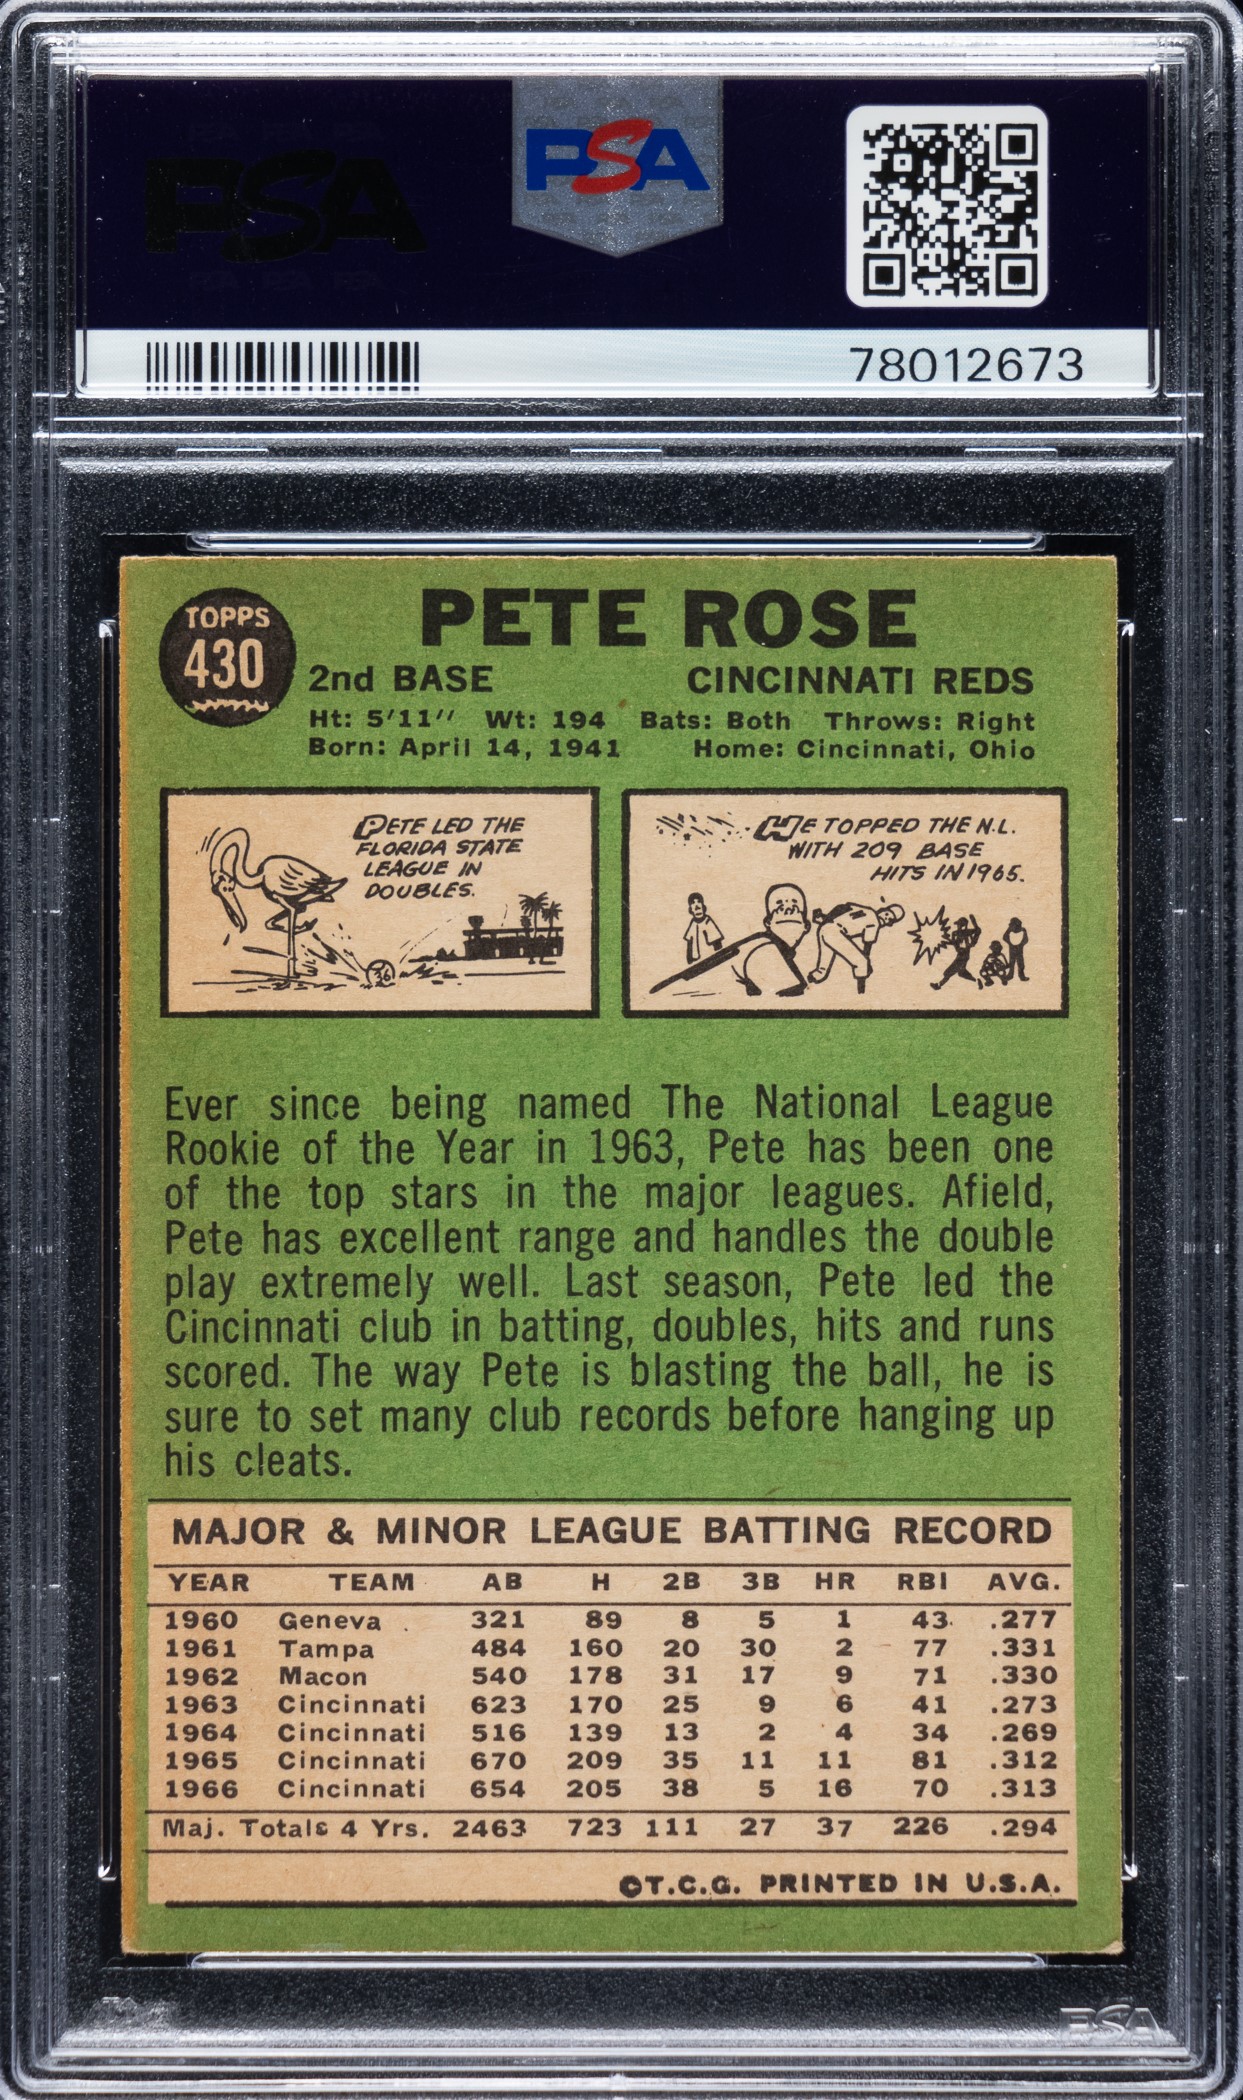 PSA
PSA
78012673
TOPPS
430
PETE ROSE
2nd BASE CINCINNATI REDS
Ht: 5'11" Wt: 194 Bats: Both Throws: Right
Born: April 14, 1941 Home: Cincinnati, Ohio
PETE LED THE
FLORIDA STATE
LEAGUE IN
DOUBLES.
HE TOPPED THE N.L.
WITH 209 BASE
HITS IN 1965.
Ever since being named The National League
Rookie of the Year in 1963, Pete has been one
of the top stars in the major leagues. Afield,
Pete has excellent range and handles the double
play extremely well. Last season, Pete led the
Cincinnati club in batting, doubles, hits and runs
scored. The way Pete is blasting the ball, he is
sure to set many club records before hanging up
his cleats.
MAJOR & MINOR LEAGUE BATTING RECORD
YEAR TEAM AB H 2B 3B HR RBI AVG.
1960 Geneva 321 89 8 5 1 43 .277
1961 Tampa 484 160 20 30 2 77 .331
1962 Macon 540 178 31 17 9 71 .330
1963 Cincinnati 623 170 25 9 6 41 .273
1964 Cincinnati 516 139 13 2 4 34 .269
1965 Cincinnati 670 209 35 11 11 81 .312
1966 Cincinnati 654 205 38 5 16 70 .313
Maj. Totals 4 Yrs. 2463 723 111 27 37 226 .294
©T.C.G. PRINTED IN U.S.A.
PSA